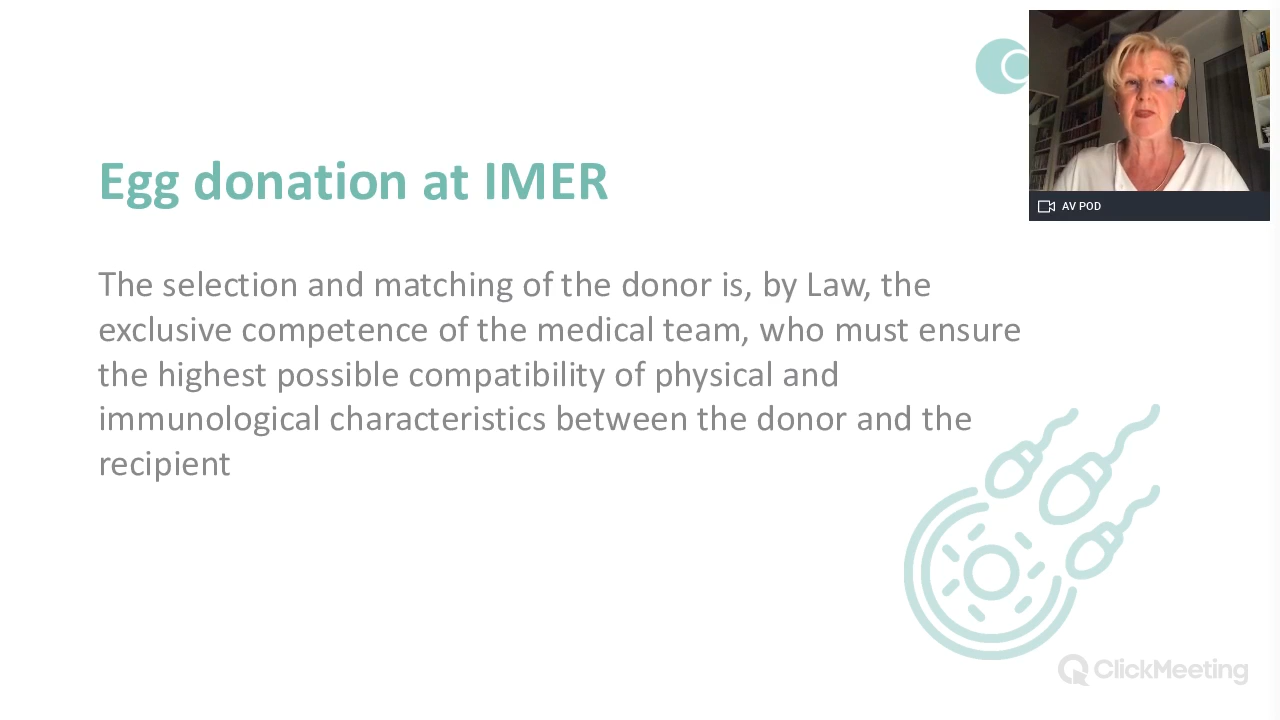 Egg donation at IMER
The selection and matching of the donor is, by Law, the
exclusive competence of the medical team, who must ensure
the highest possible compatibility of physical and
immunological characteristics between the donor and the
recipient
AV POD
ClickMeeting